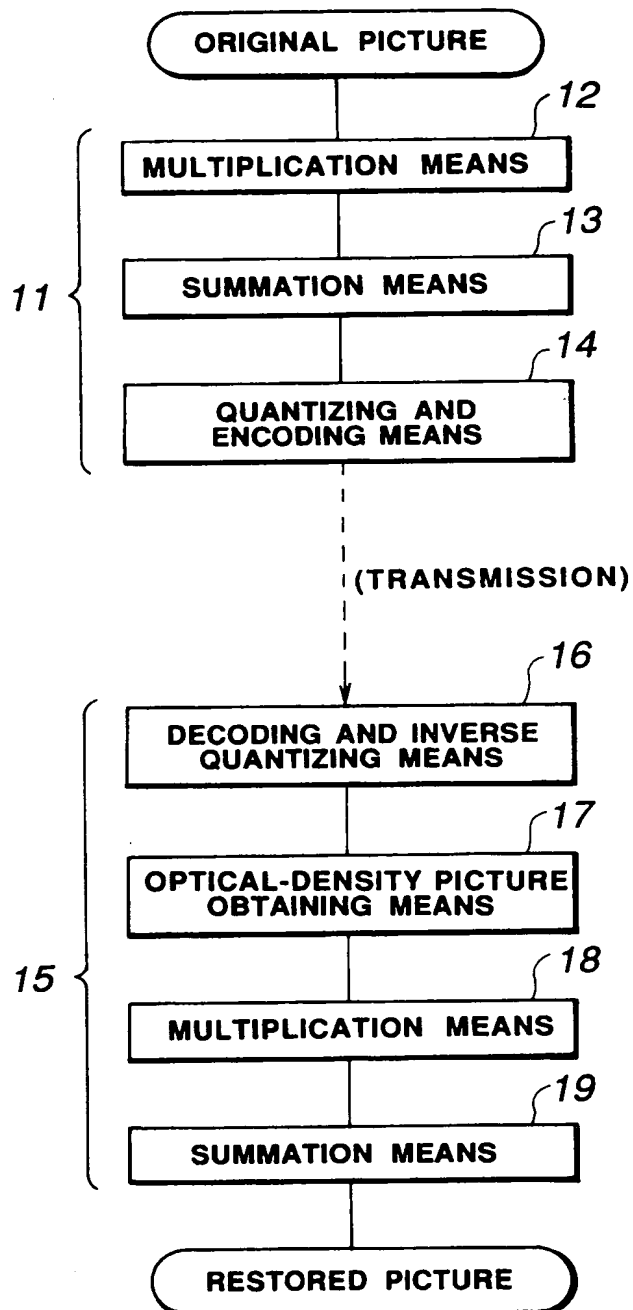 ORIGINAL PICTURE
12
MULTIPLICATION MEANS
13
11
SUMMATION MEANS
14
QUANTIZING AND
ENCODING MEANS
(TRANSMISSION)
16
DECODING AND INVERSE
QUANTIZING MEANS
17
OPTICAL-DENSITY PICTURE
OBTAINING MEANS
15
18
MULTIPLICATION MEANS
19
SUMMATION MEANS
RESTORED PICTURE